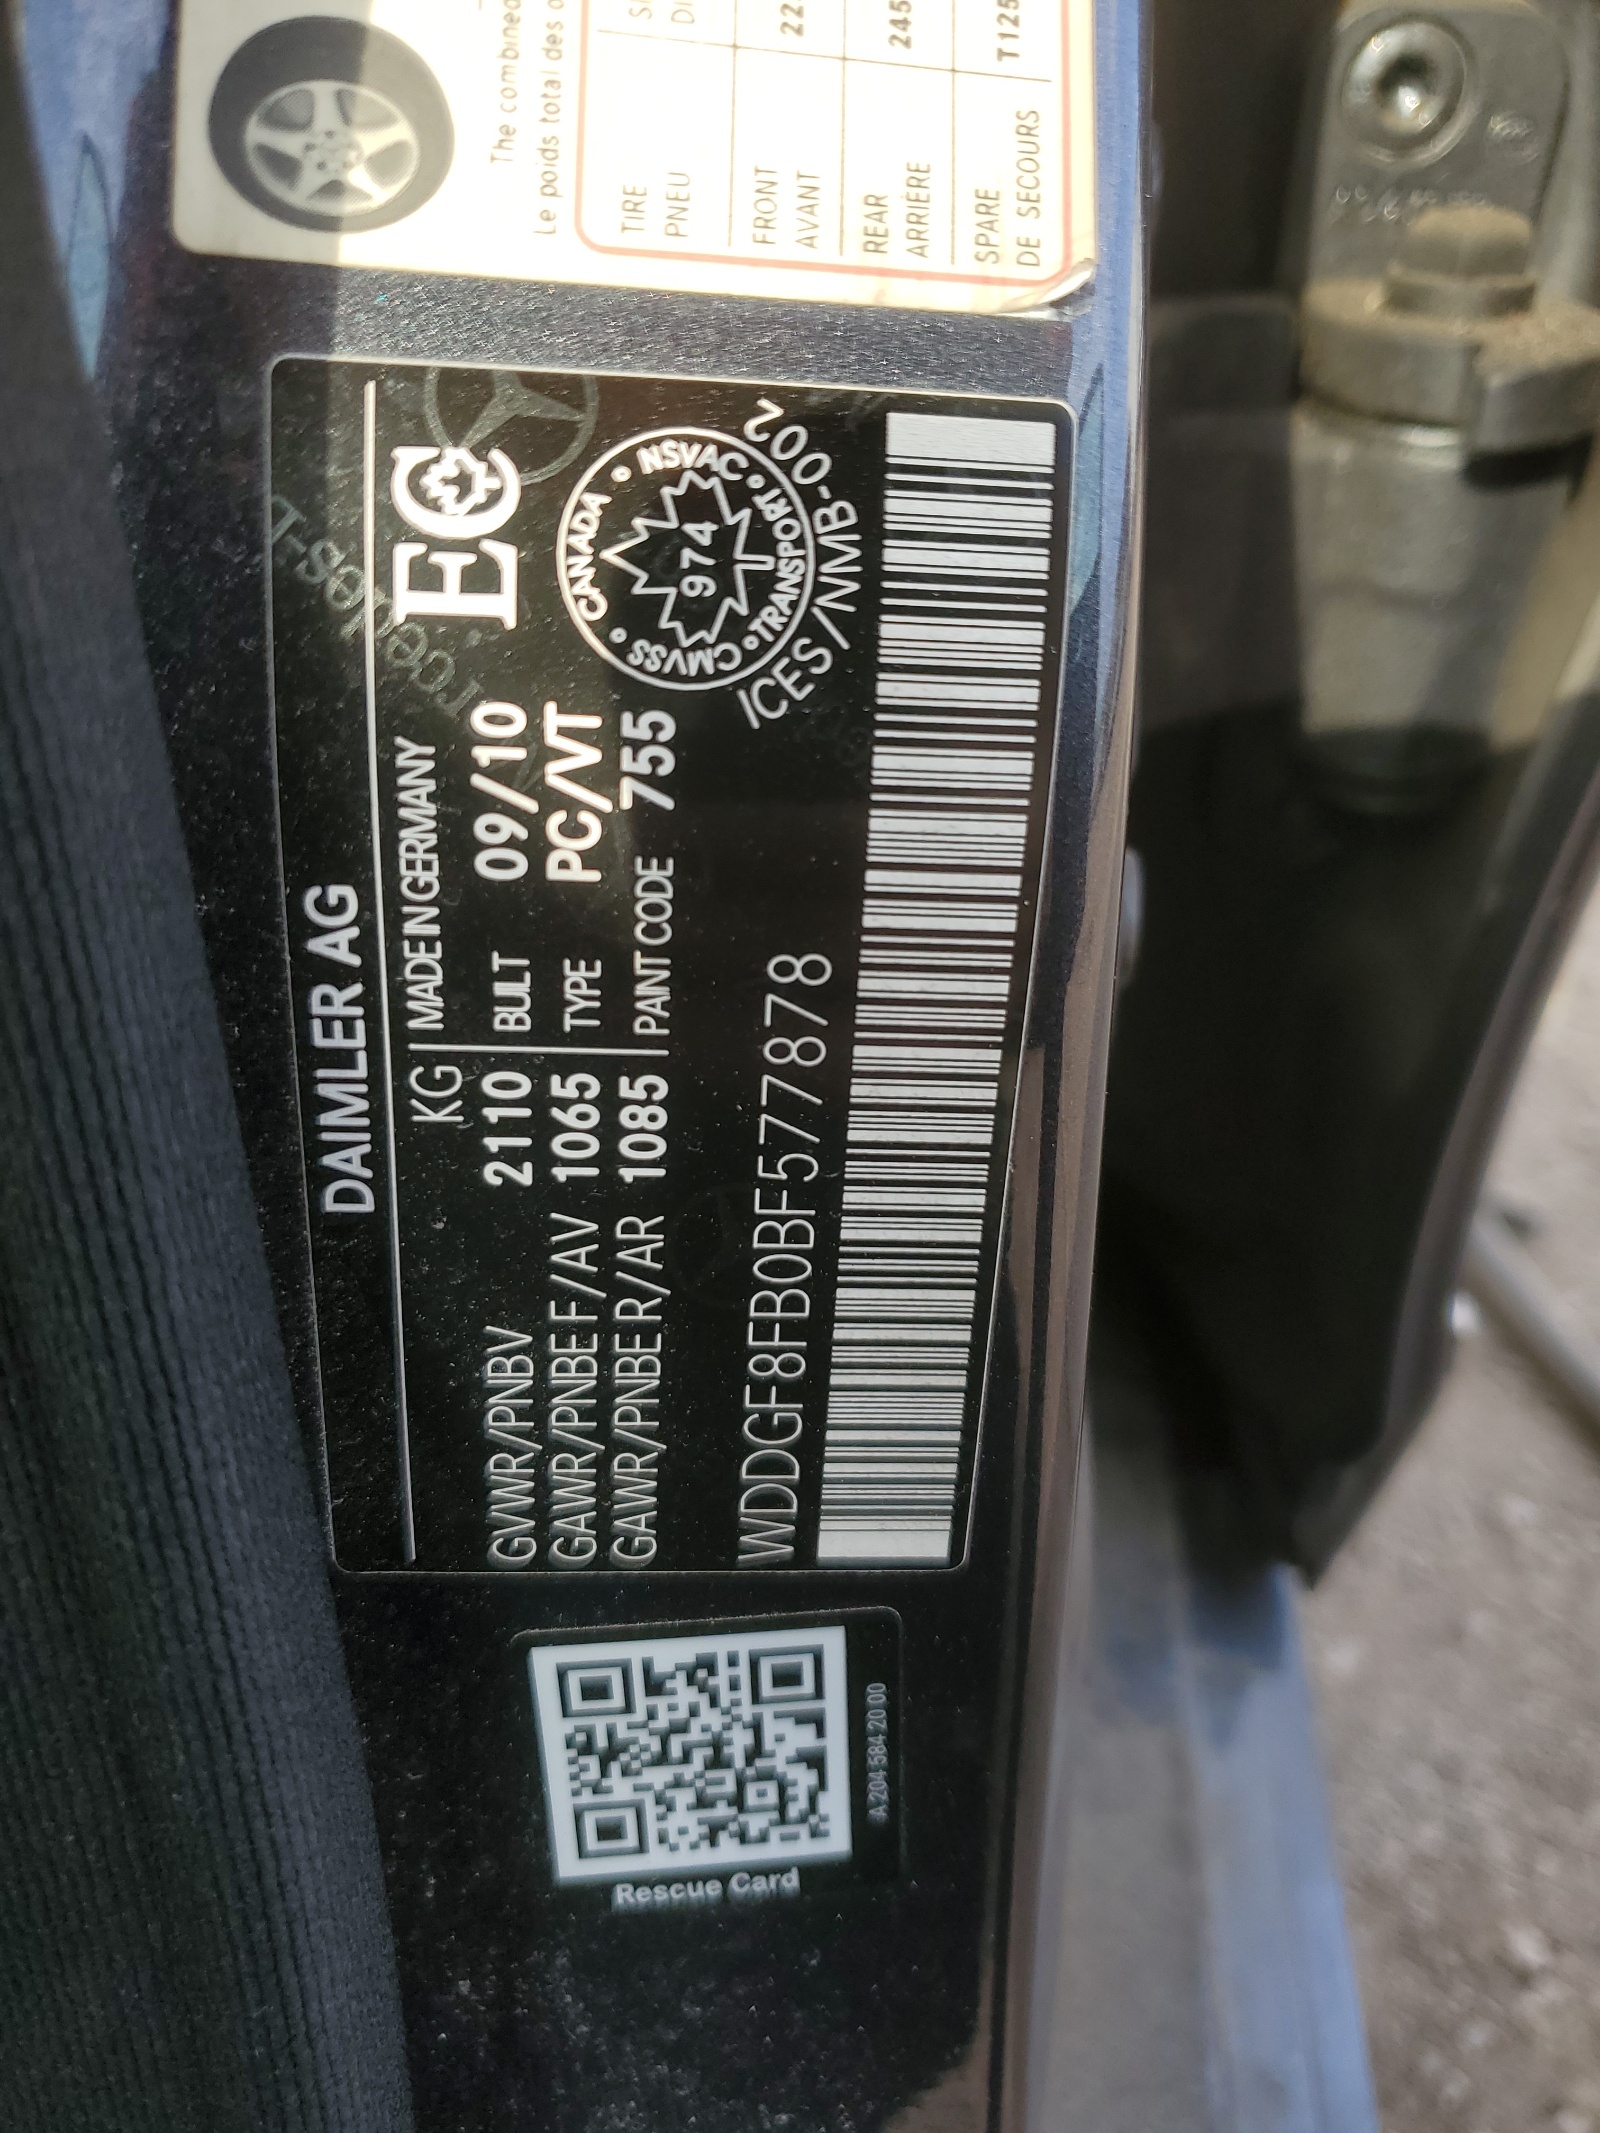 DAIMLER AG
KG MADE IN GERMANY
GVWR/PNBV 2110 BUILT 09/10
GAWR/PNBE F/AV 1065 TYPE PC/VT
GAWR/PNBE R/AR 1085 PAINT CODE 755
EC
CANADA
NSVAC
TRANSPORT
CMVSS
974
ICES/NMB-002
WDDGF8FB0BF577878
The combined
Le poids total des
TIRE
PNEU
FRONT
AVANT
REAR 245
ARRIÈRE
SPARE T125
DE SECOURS
Rescue Card
A 204 584 20 00